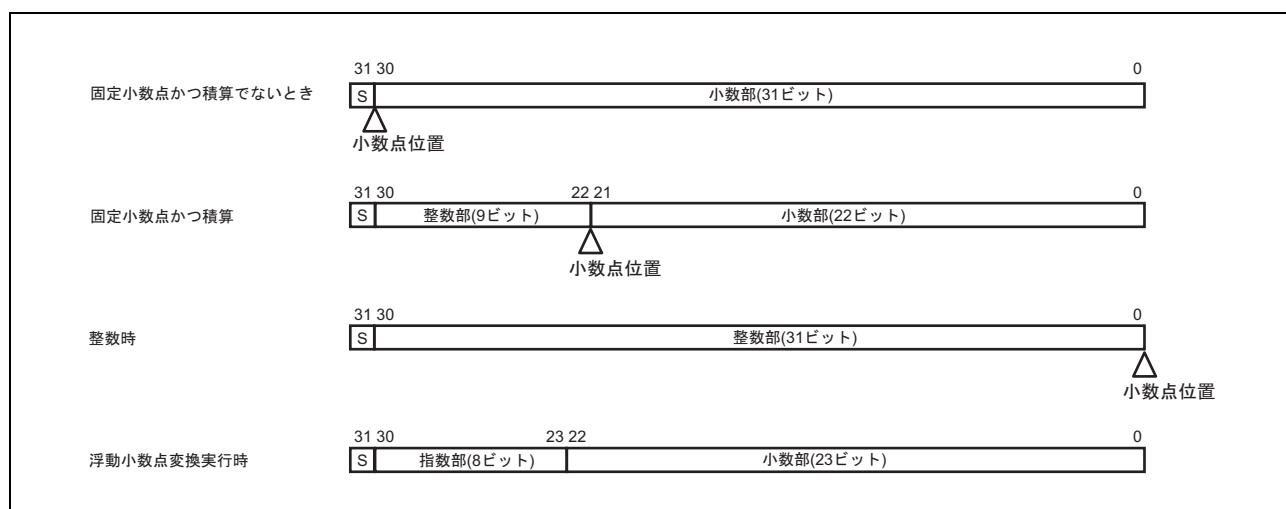 31 30 0
固定小数点かつ積算でないとき S 小数部(31ビット)
小数点位置
31 30 22 21 0
固定小数点かつ積算 S 整数部(9ビット) 小数部(22ビット)
小数点位置
31 30 0
整数時 S 整数部(31ビット)
小数点位置
31 30 23 22 0
浮動小数点変換実行時 S 指数部(8ビット) 小数部(23ビット)